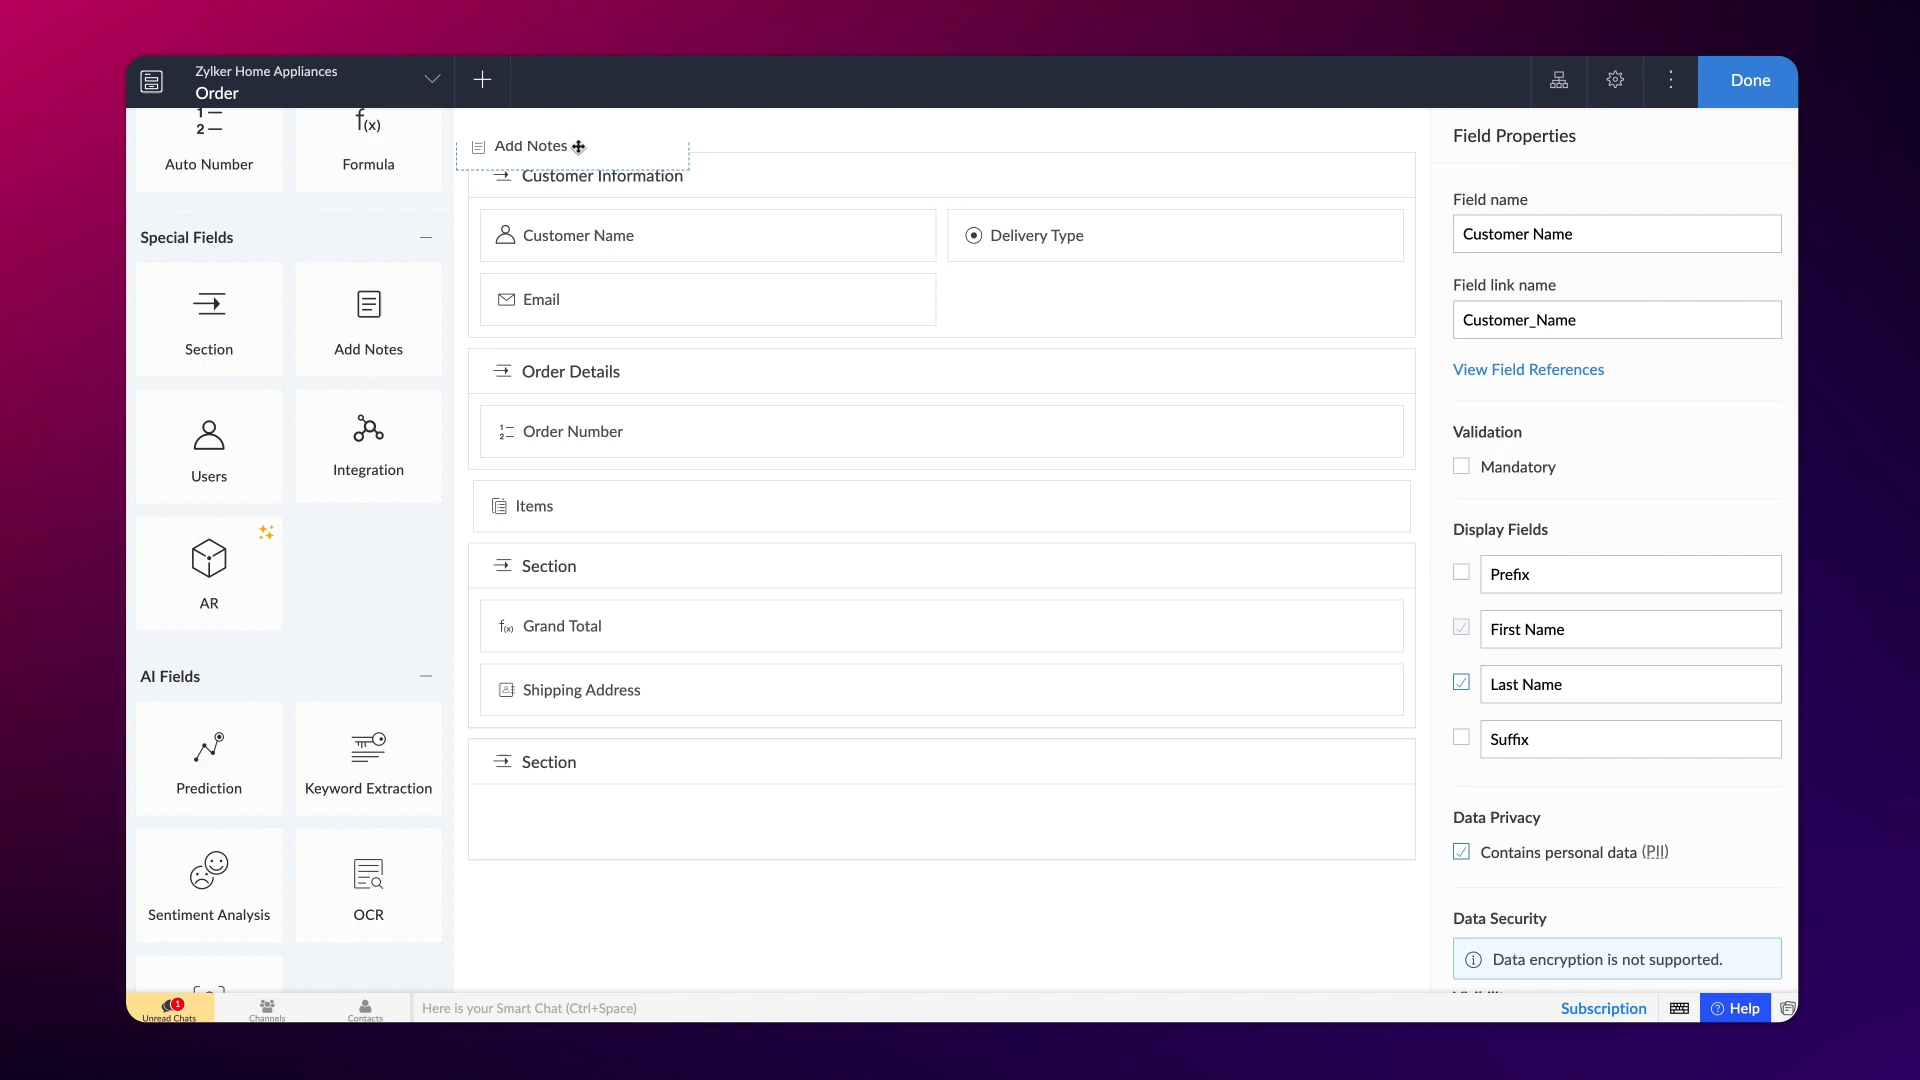 Zylker Home Appliances
Order
Done
Auto Number
Formula
Special Fields
Section
Add Notes
Users
Integration
AR
AI Fields
Prediction
Keyword Extraction
Sentiment Analysis
OCR
Add Notes
Customer Information
Customer Name
Delivery Type
Email
Order Details
Order Number
Items
Section
Grand Total
Shipping Address
Section
Field Properties
Field name
Customer Name
Field link name
Customer_Name
View Field References
Validation
Mandatory
Display Fields
Prefix
First Name
Last Name
Suffix
Data Privacy
Contains personal data (PII)
Data Security
Data encryption is not supported.
1
Unread Chats
Channels
Contacts
Here is your Smart Chat (Ctrl+Space)
Subscription
Help